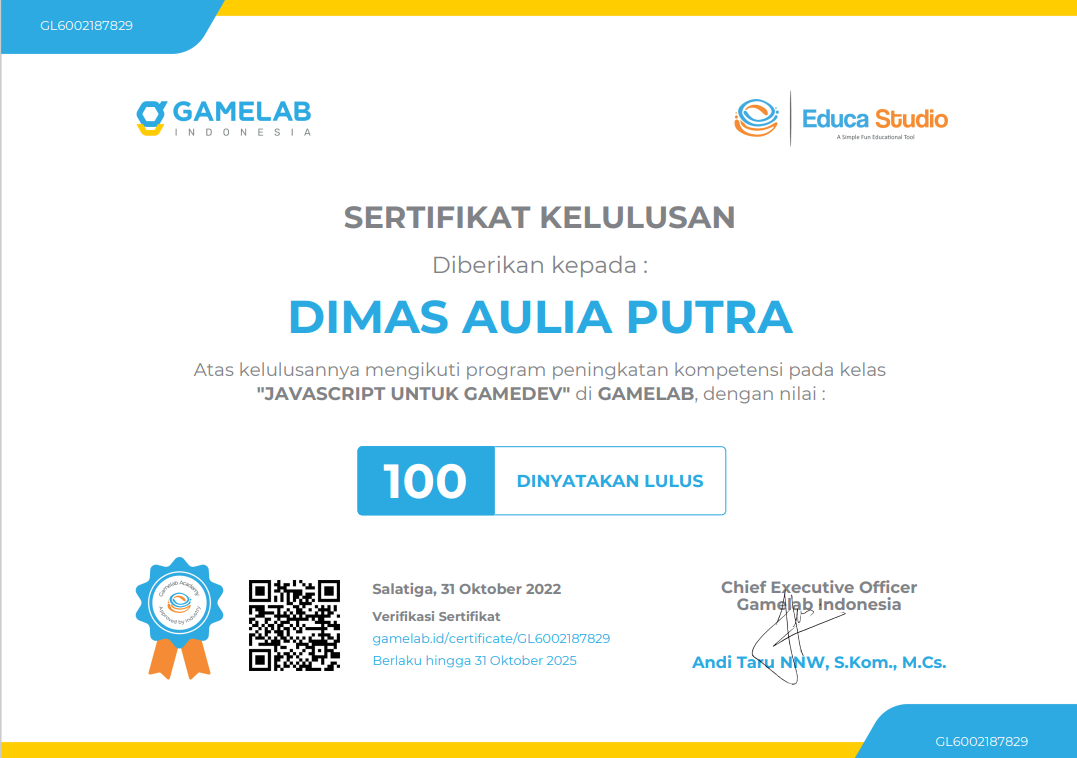 GL6002187829
GAMELAB
INDONESIA
Educa Studio
A Simple Fun Educational Tool
SERTIFIKAT KELULUSAN
Diberikan kepada :
DIMAS AULIA PUTRA
Atas kelulusannya mengikuti program peningkatan kompetensi pada kelas
"JAVASCRIPT UNTUK GAMEDEV" di GAMELAB, dengan nilai :
100
DINYATAKAN LULUS
Gamelab Academy
Approved by Industry
Salatiga, 31 Oktober 2022
Verifikasi Sertifikat
gamelab.id/certificate/GL6002187829
Berlaku hingga 31 Oktober 2025
Chief Executive Officer
Gamelab Indonesia
Andi Taru NNW, S.Kom., M.Cs.
GL6002187829